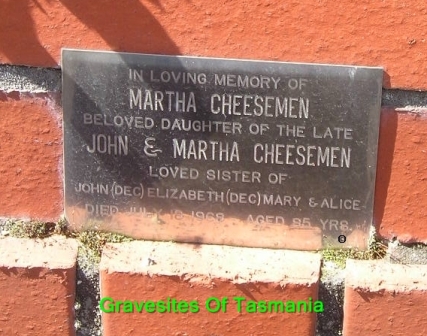 IN LOVING MEMORY OF
MARTHA CHEESEMEN
BELOVED DAUGHTER OF THE LATE
JOHN & MARTHA CHEESEMEN
LOVED SISTER OF
JOHN (DEC) ELIZABETH (DEC) MARY & ALICE
DIED JULY 1968 AGED 85 YRS.
Gravesites Of Tasmania